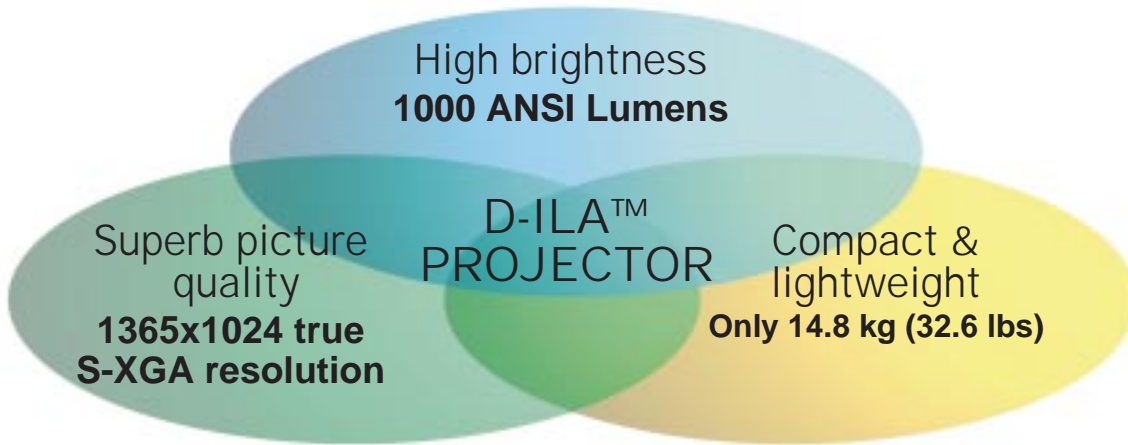 High brightness
1000 ANSI Lumens
D-ILA™
PROJECTOR
Superb picture
quality
1365x1024 true
S-XGA resolution
Compact &
lightweight
Only 14.8 kg (32.6 lbs)